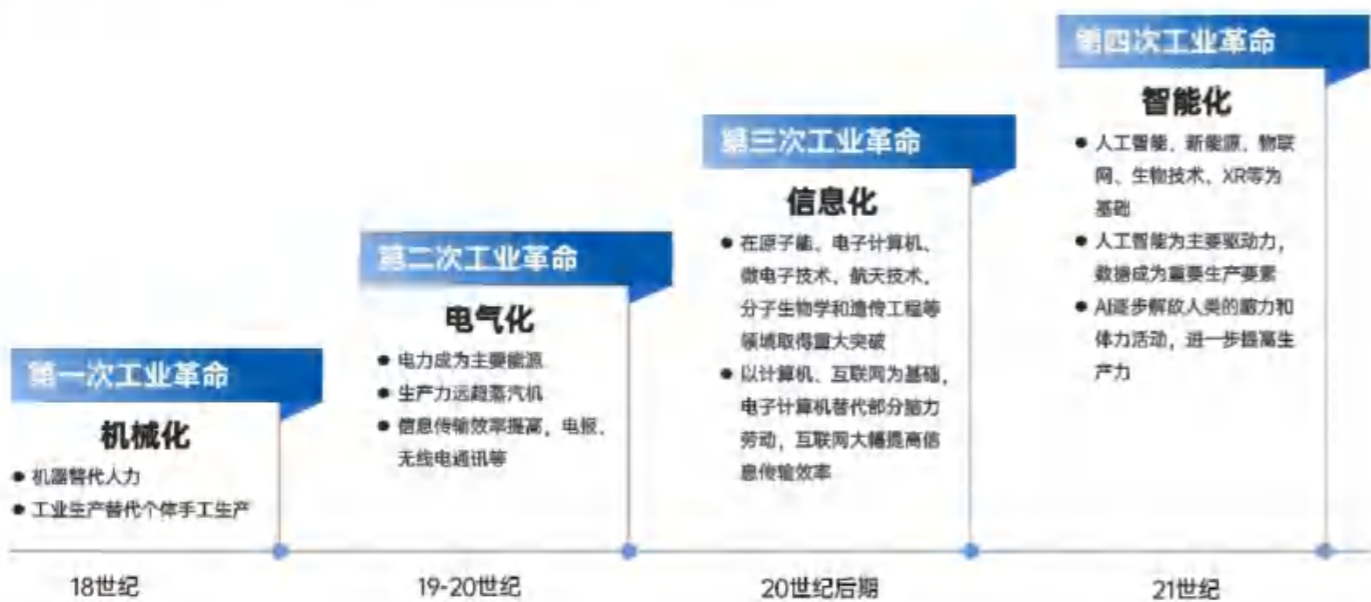 第一次工业革命
机械化
● 机器替代人力
● 工业生产替代个体手工生产
18世纪
第二次工业革命
电气化
● 电力成为主要能源
● 生产力远超蒸汽机
● 信息传输效率提高，电报、
无线电通讯等
19-20世纪
第三次工业革命
信息化
● 在原子能、电子计算机、
微电子技术、航天技术、
分子生物学和遗传工程等
领域取得重大突破
● 以计算机、互联网为基础，
电子计算机替代部分脑力
劳动，互联网大幅提高信
息传输效率
20世纪后期
第四次工业革命
智能化
● 人工智能、新能源、物联
网、生物技术、XR等为
基础
● 人工智能为主要驱动力，
数据成为重要生产要素
● AI逐步解放人类的脑力和
体力活动，进一步提高生
产力
21世纪